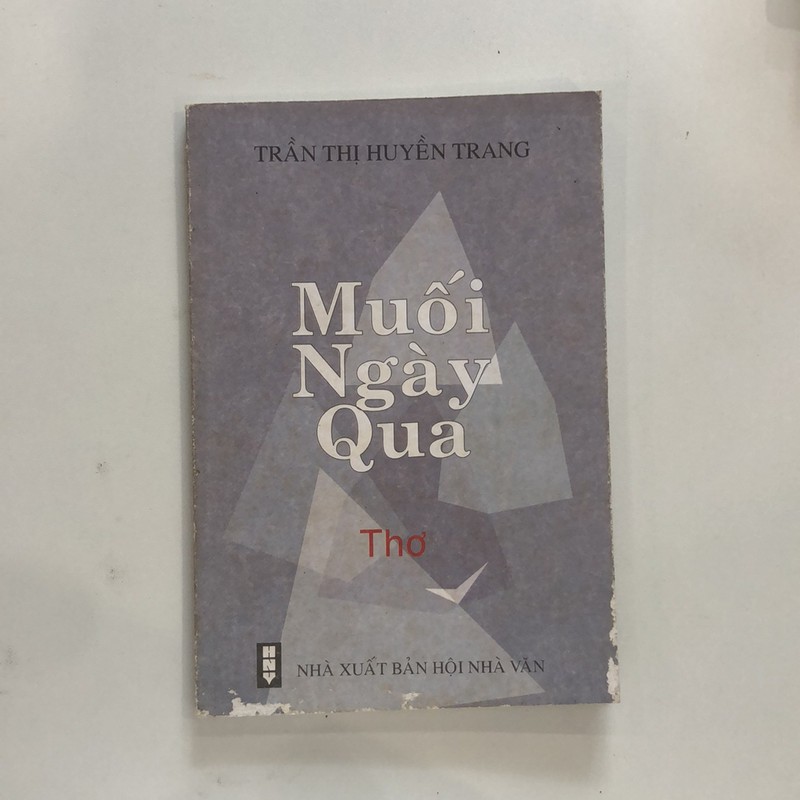 TRẦN THỊ HUYỀN TRANG
Muối
Ngày
Qua
Thơ
HNV
NHÀ XUẤT BẢN HỘI NHÀ VĂN